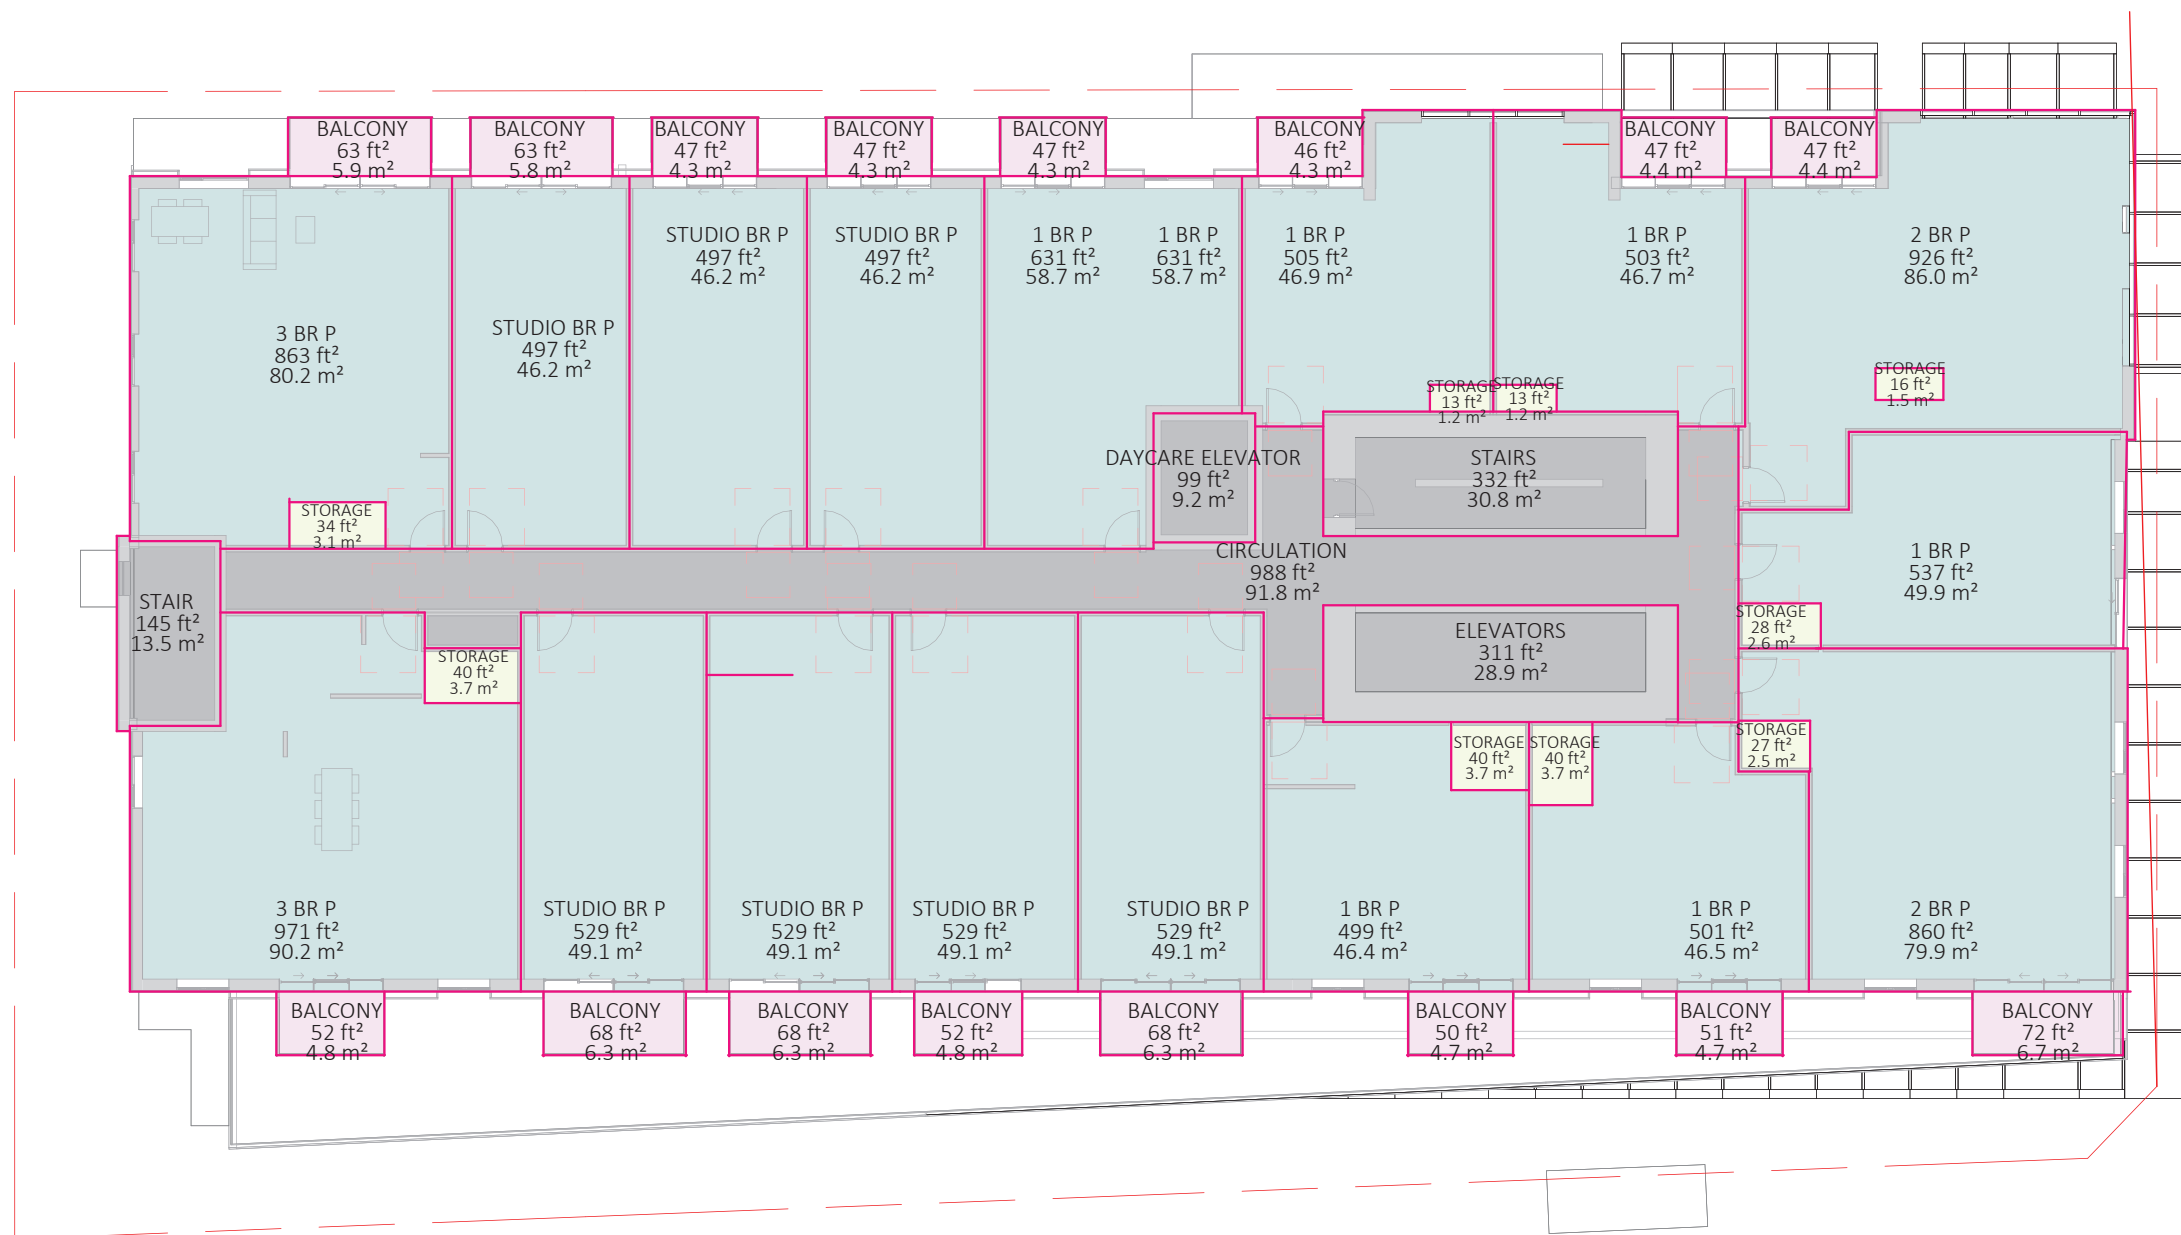 BALCONY
63 ft²
5.9 m²
BALCONY
63 ft²
5.8 m²
BALCONY
47 ft²
4.3 m²
BALCONY
47 ft²
4.3 m²
BALCONY
47 ft²
4.3 m²
BALCONY
46 ft²
4.3 m²
BALCONY
47 ft²
4.4 m²
BALCONY
47 ft²
4.4 m²
3 BR P
863 ft²
80.2 m²
STUDIO BR P
497 ft²
46.2 m²
STUDIO BR P
497 ft²
46.2 m²
STUDIO BR P
497 ft²
46.2 m²
1 BR P
631 ft²
58.7 m²
1 BR P
631 ft²
58.7 m²
1 BR P
505 ft²
46.9 m²
1 BR P
503 ft²
46.7 m²
2 BR P
926 ft²
86.0 m²
STORAGE
13 ft²
1.2 m²
STORAGE
13 ft²
1.2 m²
STORAGE
16 ft²
1.5 m²
STORAGE
34 ft²
3.1 m²
DAYCARE ELEVATOR
99 ft²
9.2 m²
STAIRS
332 ft²
30.8 m²
CIRCULATION
988 ft²
91.8 m²
1 BR P
537 ft²
49.9 m²
STAIR
145 ft²
13.5 m²
STORAGE
40 ft²
3.7 m²
ELEVATORS
311 ft²
28.9 m²
STORAGE
28 ft²
2.6 m²
STORAGE
40 ft²
3.7 m²
STORAGE
40 ft²
3.7 m²
STORAGE
27 ft²
2.5 m²
3 BR P
971 ft²
90.2 m²
STUDIO BR P
529 ft²
49.1 m²
STUDIO BR P
529 ft²
49.1 m²
STUDIO BR P
529 ft²
49.1 m²
STUDIO BR P
529 ft²
49.1 m²
1 BR P
499 ft²
46.4 m²
1 BR P
501 ft²
46.5 m²
2 BR P
860 ft²
79.9 m²
BALCONY
52 ft²
4.8 m²
BALCONY
68 ft²
6.3 m²
BALCONY
68 ft²
6.3 m²
BALCONY
52 ft²
4.8 m²
BALCONY
68 ft²
6.3 m²
BALCONY
50 ft²
4.7 m²
BALCONY
51 ft²
4.7 m²
BALCONY
72 ft²
6.7 m²